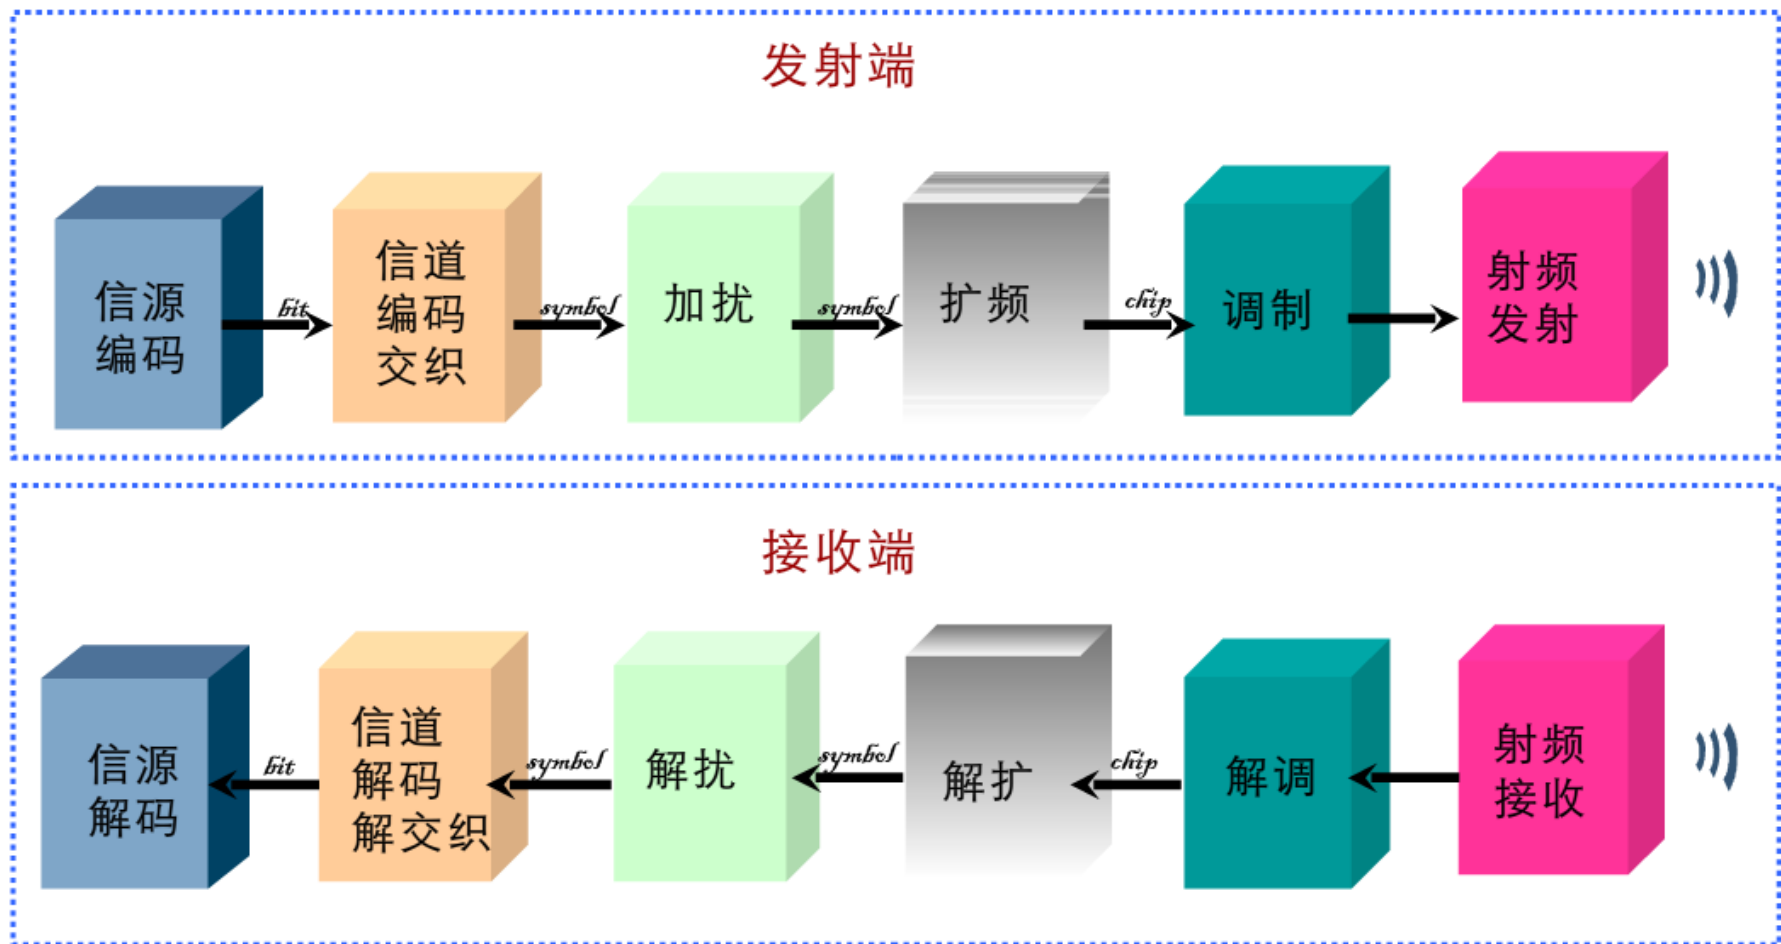 发射端
信源
编码
bit
信道
编码
交织
symbol
加扰
symbol
扩频
chip
调制
射频
发射
接收端
信源
解码
bit
信道
解码
解交织
symbol
解扰
symbol
解扩
chip
解调
射频
接收